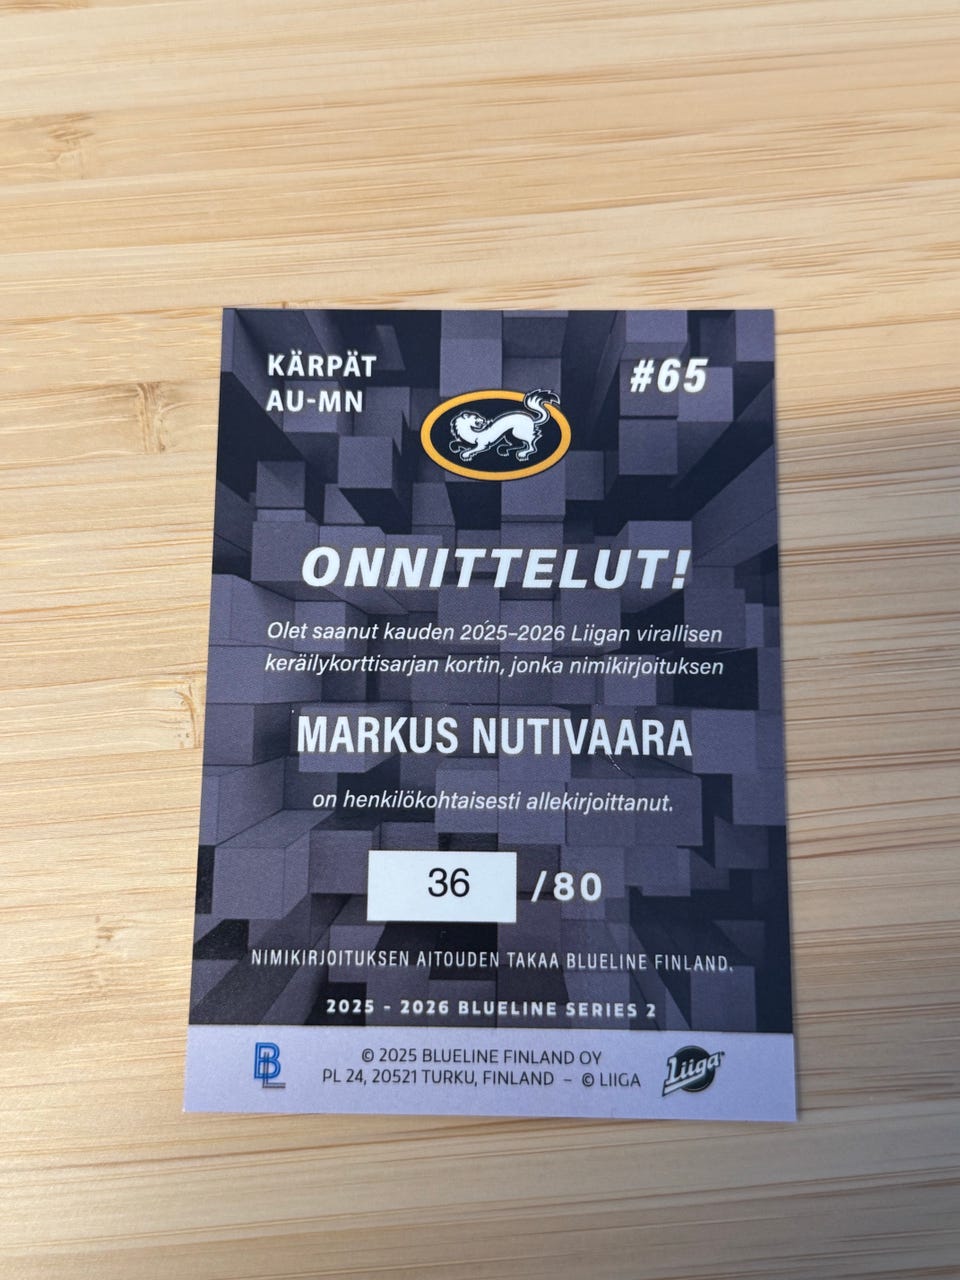 KÄRPÄT
AU-MN
#65
ONNITTELUT!
Olet saanut kauden 2025–2026 Liigan virallisen
keräilykorttisarjan kortin, jonka nimikirjoituksen
MARKUS NUTIVAARA
on henkilökohtaisesti allekirjoittanut.
36 /80
NIMIKIRJOITUKSEN AITOUDEN TAKAA BLUELINE FINLAND.
2025 - 2026 BLUELINE SERIES 2
BL
© 2025 BLUELINE FINLAND OY
PL 24, 20521 TURKU, FINLAND – © LIIGA
Liiga